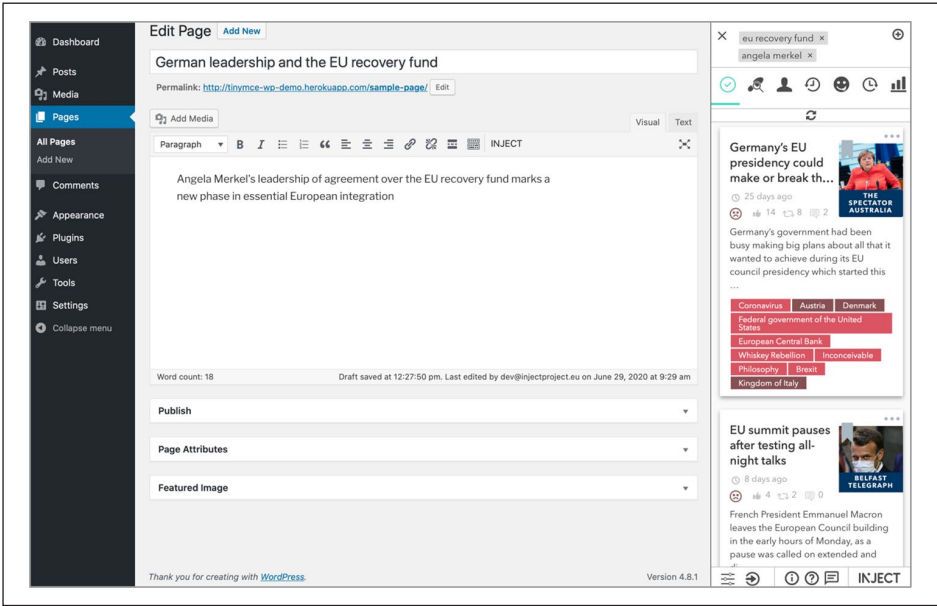 Dashboard
Posts
Media
Pages
All Pages
Add New
Comments
Appearance
Plugins
Users
Tools
Settings
Collapse menu
Edit Page Add New
German leadership and the EU recovery fund
Permalink: http://tinymce-wp-demo.herokuapp.com/sample-page/ Edit
Add Media
Visual Text
Paragraph B I INJECT
Angela Merkel's leadership of agreement over the EU recovery fund marks a
new phase in essential European integration
Word count: 18 Draft saved at 12:27:50 pm. Last edited by dev@injectproject.eu on June 29, 2020 at 9:29 am
Publish
Page Attributes
Featured Image
Thank you for creating with WordPress. Version 4.8.1
eu recovery fund ×
angela merkel ×
Germany's EU
presidency could
make or break th...
25 days ago
14 8 2
THE
SPECTATOR
AUSTRALIA
Germany's government had been
busy making big plans about all that it
wanted to achieve during its EU
council presidency which started this
...
Coronavirus Austria Denmark
Federal government of the United
States
European Central Bank
Whiskey Rebellion Inconceivable
Philosophy Brexit
Kingdom of Italy
EU summit pauses
after testing all-
night talks
8 days ago
4 2 0
BELFAST
TELEGRAPH
French President Emmanuel Macron
leaves the European Council building
in the early hours of Monday, as a
pause was called on extended and
INJECT